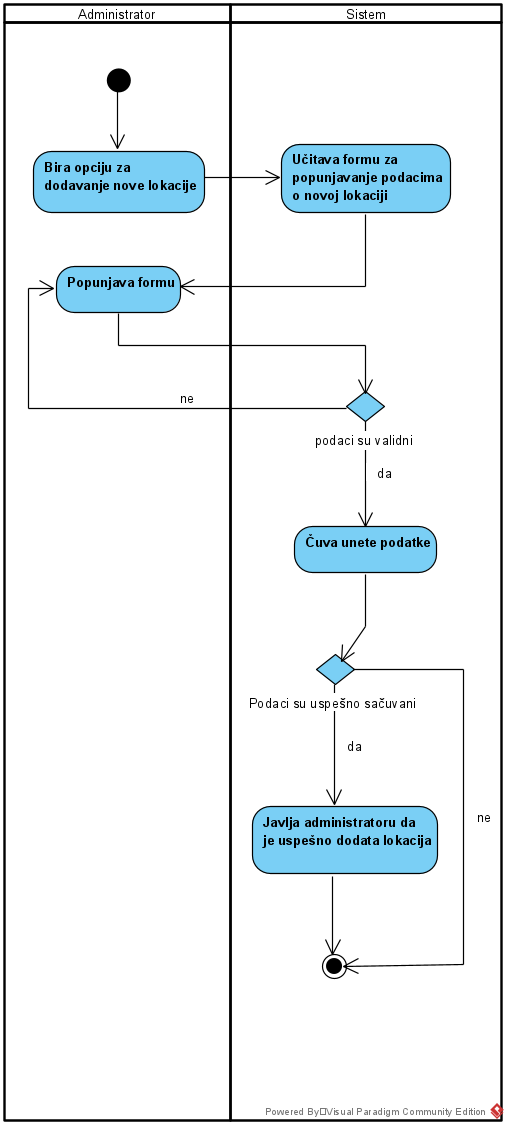 Administrator
Sistem
Bira opciju za
dodavanje nove lokacije
Učitava formu za
popunjavanje podacima
o novoj lokaciji
Popunjava formu
ne
podaci su validni
da
Čuva unete podatke
Podaci su uspešno sačuvani
da
ne
Javlja administratoru da
je uspešno dodata lokacija
Powered By Visual Paradigm Community Edition